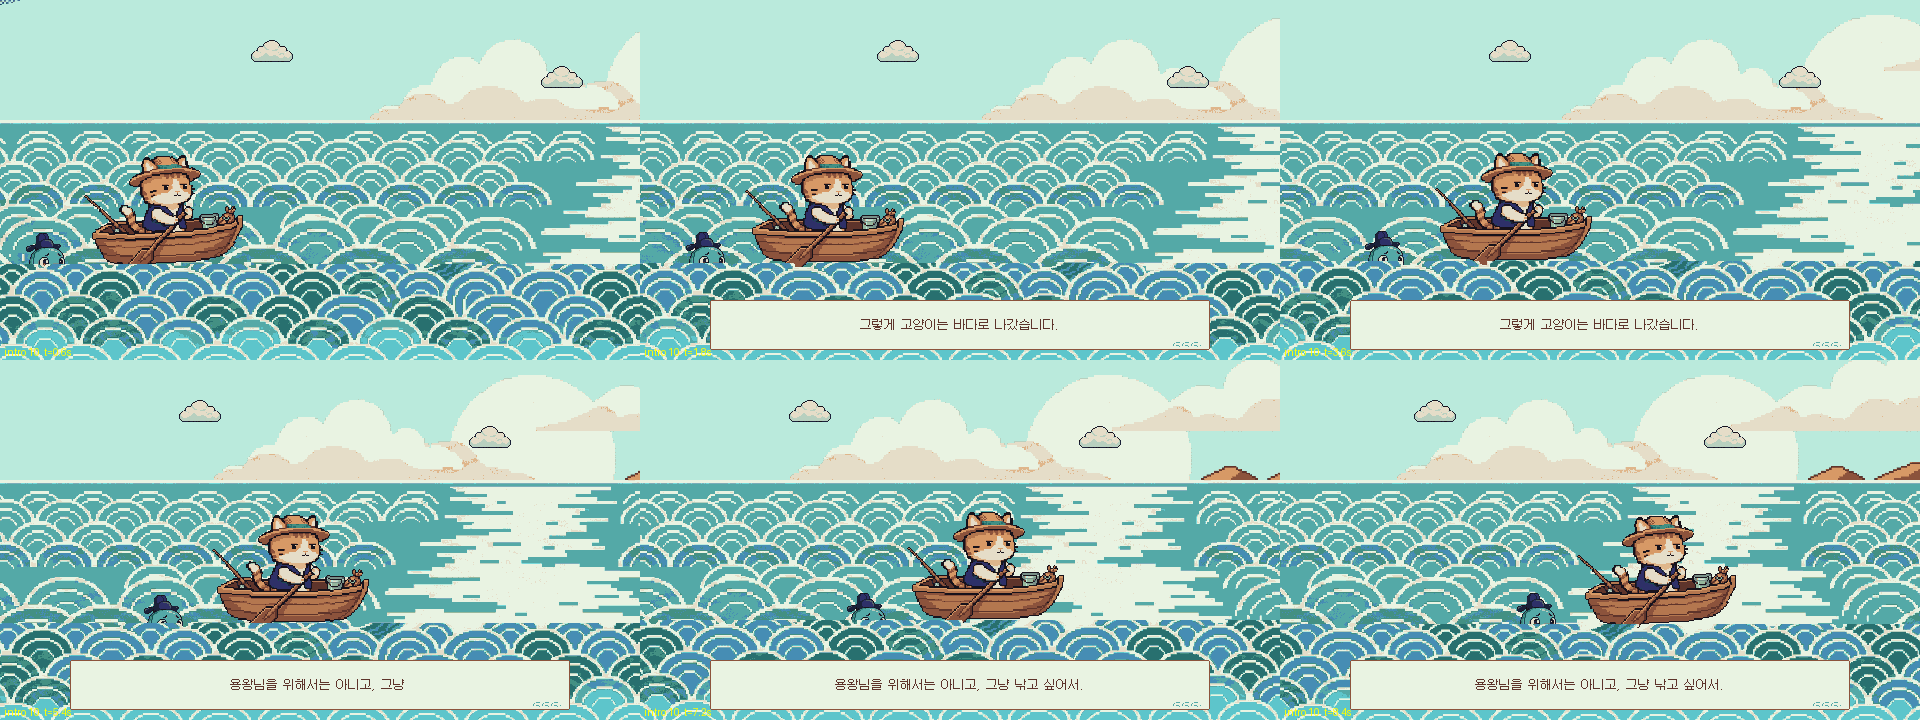 intro 10, t=0.6s
그렇게 고양이는 바다로 나갔습니다.
그렇게 고양이는 바다로 나갔습니다.
용왕님을 위해서는 아니고, 그냥
용왕님을 위해서는 아니고, 그냥 낚고 싶어서.
용왕님을 위해서는 아니고, 그냥 낚고 싶어서.